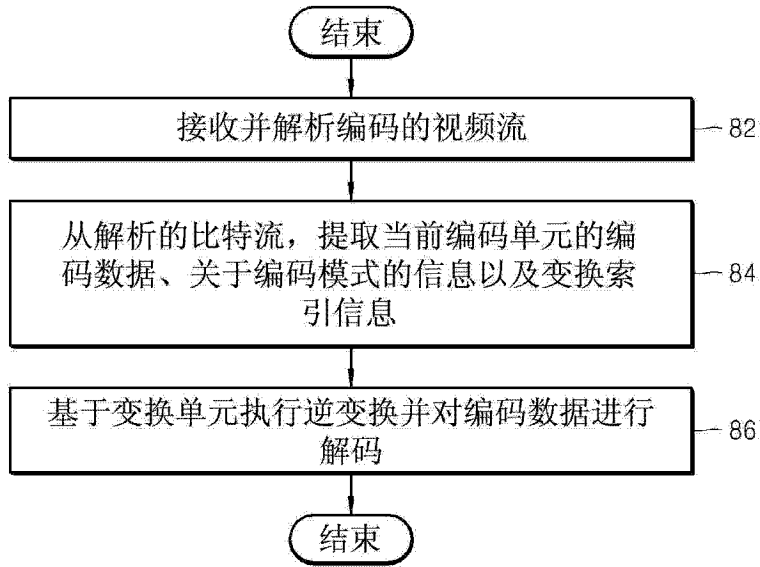 结束
接收并解析编码的视频流
82
从解析的比特流，提取当前编码单元的编
码数据、关于编码模式的信息以及变换索
引信息
84
基于变换单元执行逆变换并对编码数据进行
解码
86
结束